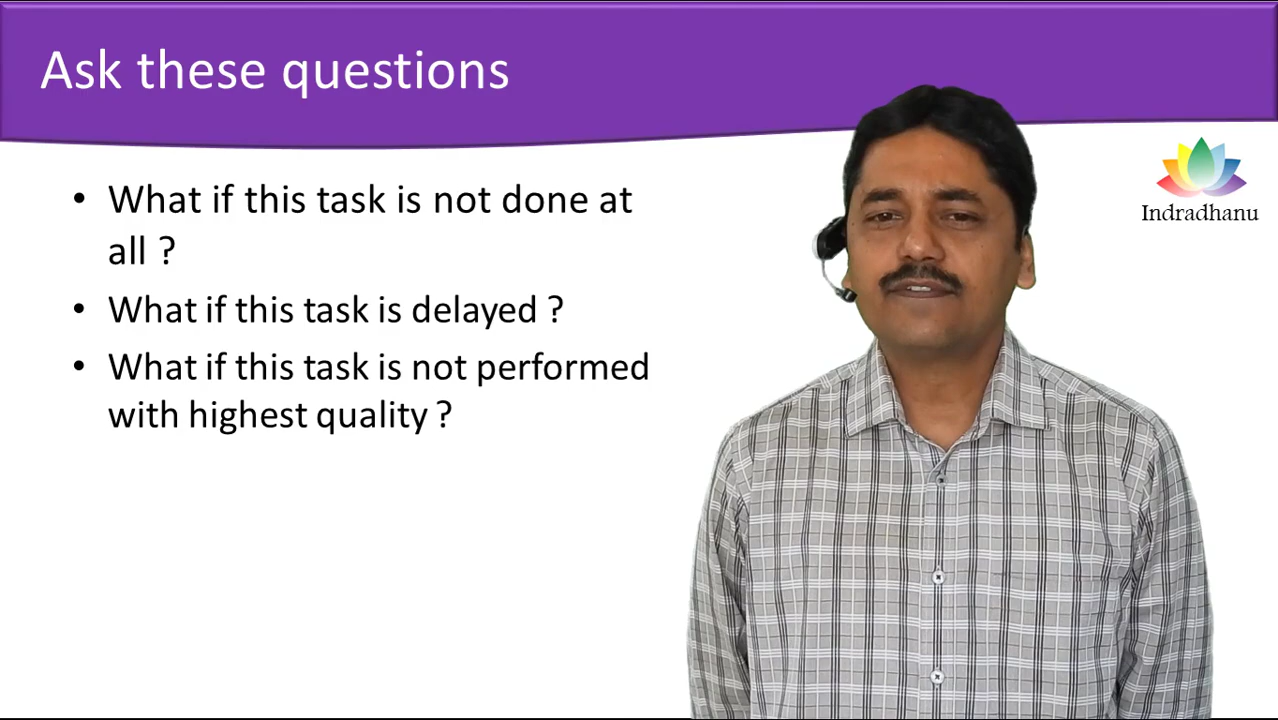 Ask these questions
• What if this task is not done at
all ?
• What if this task is delayed ?
• What if this task is not performed
with highest quality ?
Indradhanu